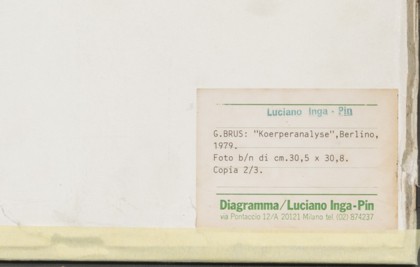 Luciano Inga - Pin
G.BRUS: "Koerperanalyse",Berlino,
1979.
Foto b/n di cm.30,5 x 30,8.
Copia 2/3.
Diagramma/Luciano Inga-Pin
via Pontaccio 12/A 20121 Milano tel (02) 874237